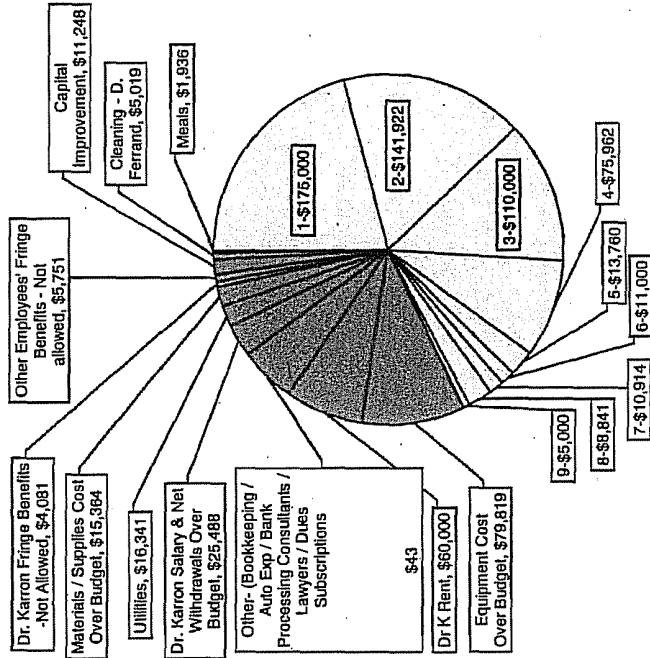 Capital
Improvement, $11,248
Cleaning - D.
Ferrand, $5,019
Meals, $1,936
Other Employees' Fringe
Benefits - Not
allowed, $5,751
Dr. Karron Fringe Benefits
-Not Allowed, $4,081
Materials / Supplies Cost
Over Budget, $15,364
Utilities, $16,341
Dr. Karron Salary & Net
Withdrawals Over
Budget, $25,488
Other- (Bookkeeping /
Auto Exp / Bank
Processing Consultants /
Lawyers / Dues
Subscriptions
$43
Dr K Rent, $60,000
Equipment Cost
Over Budget, $79,819
1-$175,000
2-$141,922
3-$110,000
4-$75,962
5-$13,760
6-$11,000
7-$10,914
8-$8,841
9-$5,000